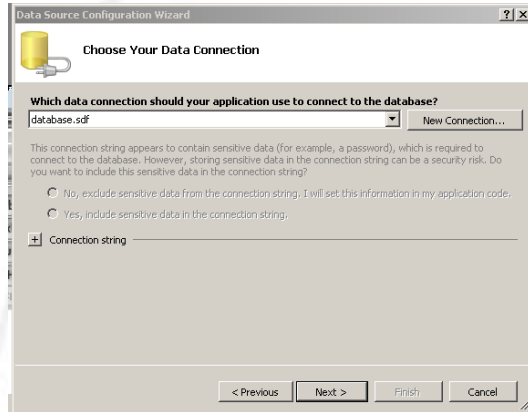 Data Source Configuration Wizard
Choose Your Data Connection
Which data connection should your application use to connect to the database?
database.sdf
New Connection...
This connection string appears to contain sensitive data (for example, a password), which is required to
connect to the database. However, storing sensitive data in the connection string can be a security risk. Do
you want to include this sensitive data in the connection string?
No, exclude sensitive data from the connection string. I will set this information in my application code.
Yes, include sensitive data in the connection string.
Connection string
< Previous
Next >
Finish
Cancel